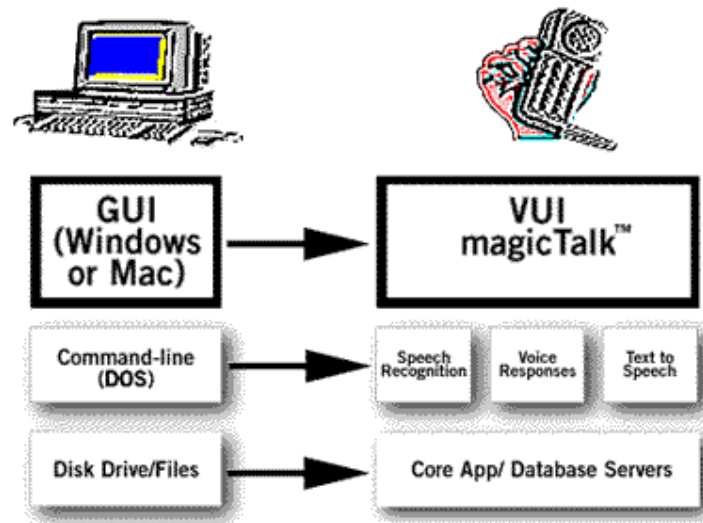 GUI
(Windows
or Mac)
VUI
magicTalk™
Command-line
(DOS)
Speech
Recognition
Voice
Responses
Text to
Speech
Disk Drive/Files
Core App/ Database Servers